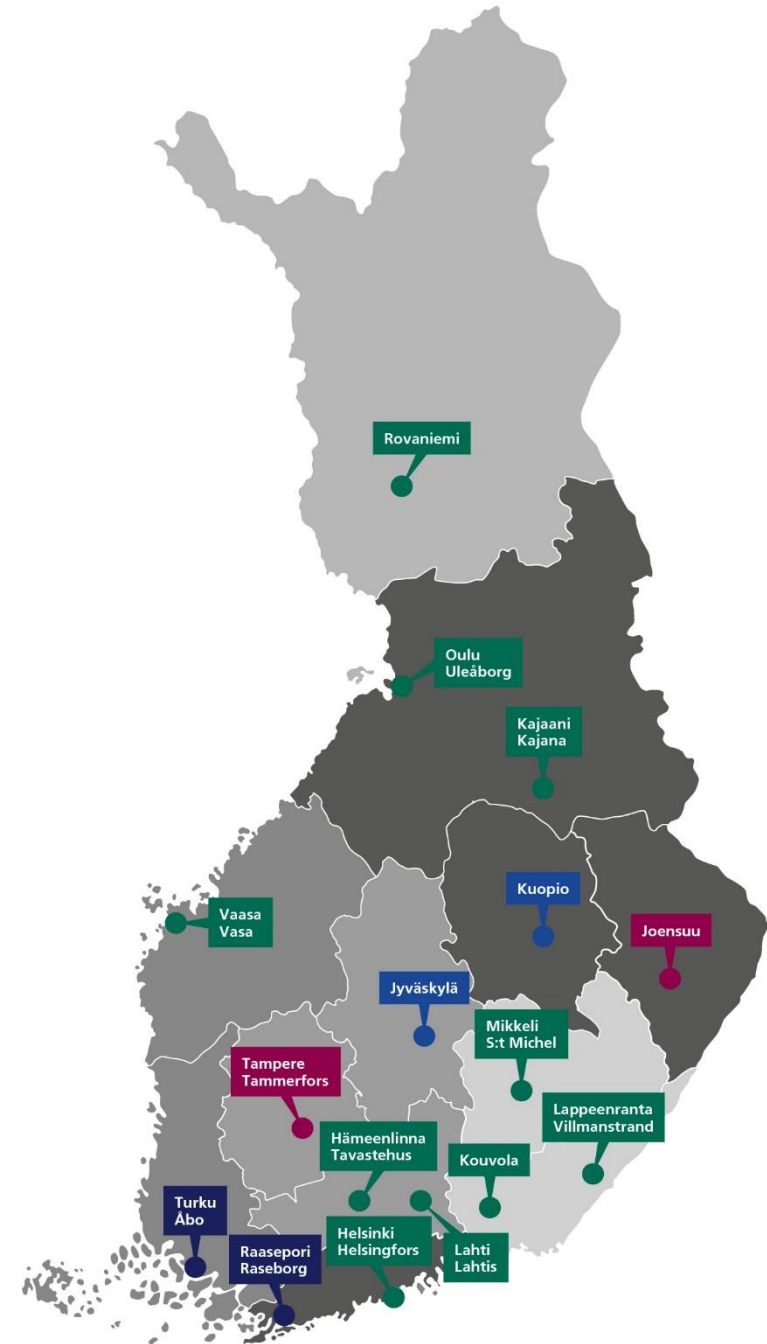 Rovaniemi
Oulu
Uleåborg
Kajaani
Kajana
Kuopio
Vaasa
Vasa
Joensuu
Jyväskylä
Mikkeli
S:t Michel
Tampere
Tammerfors
Lappeenranta
Villmanstrand
Hämeenlinna
Tavastehus
Kouvola
Turku
Åbo
Helsinki
Helsingfors
Lahti
Lahtis
Raasepori
Raseborg